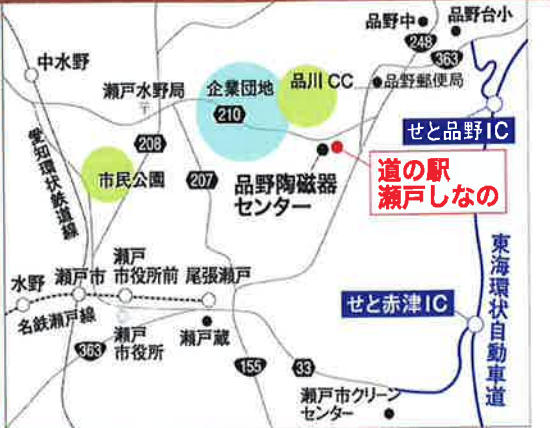 品野中
品野台小
248
363
中水野
瀬戸水野局
企業団地
品川CC
品野郵便局
210
せと品野IC
208
愛知環状鉄道線
市民公園
207
品野陶磁器
センター
道の駅
瀬戸しなの
東海環状自動車道
水野
瀬戸市
瀬戸
市役所前
尾張瀬戸
せと赤津IC
名鉄瀬戸線
瀬戸
市役所
瀬戸蔵
363
155
33
瀬戸市クリーン
センター